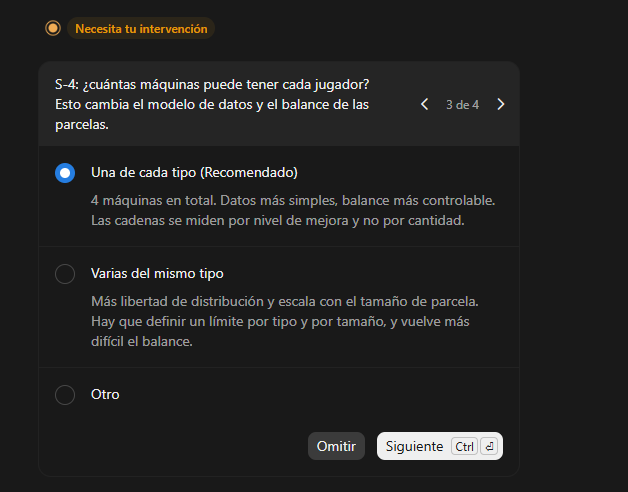 Necesita tu intervención
S-4: ¿cuántas máquinas puede tener cada jugador?
Esto cambia el modelo de datos y el balance de las
parcelas.
3 de 4
Una de cada tipo (Recomendado)
4 máquinas en total. Datos más simples, balance más controlable.
Las cadenas se miden por nivel de mejora y no por cantidad.
Varias del mismo tipo
Más libertad de distribución y escala con el tamaño de parcela.
Hay que definir un límite por tipo y por tamaño, y vuelve más
difícil el balance.
Otro
Omitir
Siguiente Ctrl ⏎